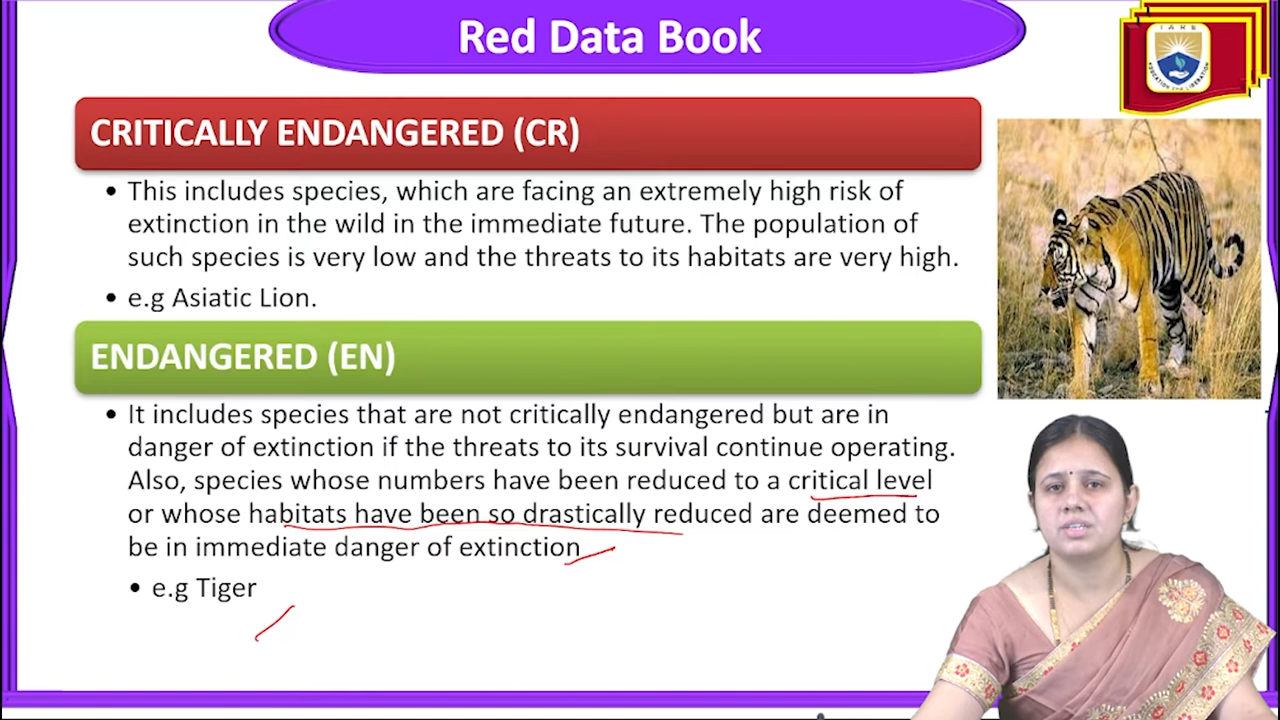 Red Data Book
IARE
EDUCATION FOR LIBERATION
CRITICALLY ENDANGERED (CR)
• This includes species, which are facing an extremely high risk of
extinction in the wild in the immediate future. The population of
such species is very low and the threats to its habitats are very high.
• e.g Asiatic Lion.
ENDANGERED (EN)
• It includes species that are not critically endangered but are in
danger of extinction if the threats to its survival continue operating.
Also, species whose numbers have been reduced to a critical level
or whose habitats have been so drastically reduced are deemed to
be in immediate danger of extinction
• e.g Tiger